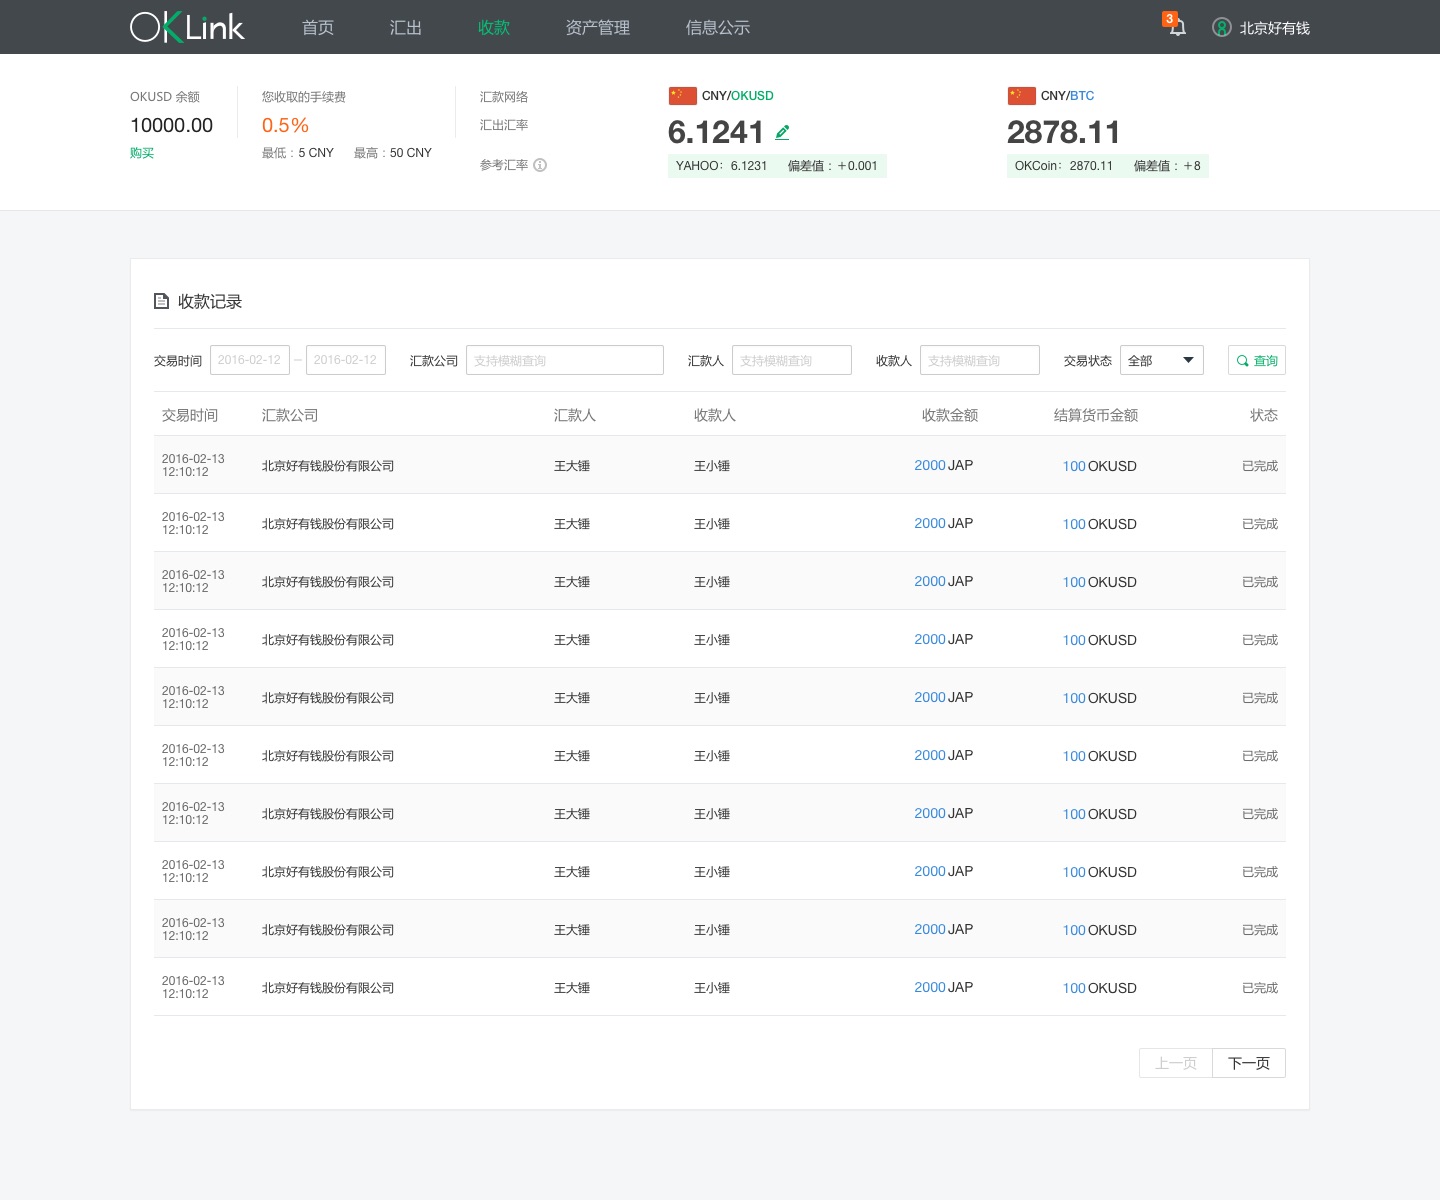 OKLink 首页 汇出 收款 资产管理 信息公示 3 北京好有钱
OKUSD 余额
10000.00
购买
您收取的手续费
0.5%
最低：5 CNY 最高：50 CNY
汇款网络
汇出汇率
参考汇率
CNY/OKUSD
6.1241
YAHOO：6.1231 偏差值：+0.001
CNY/BTC
2878.11
OKCoin：2870.11 偏差值：+8
收款记录
交易时间 2016-02-12 – 2016-02-12 汇款公司 支持模糊查询 汇款人 支持模糊查询 收款人 支持模糊查询 交易状态 全部 查询
交易时间 汇款公司 汇款人 收款人 收款金额 结算货币金额 状态
2016-02-13
12:10:12 北京好有钱股份有限公司 王大锤 王小锤 2000 JAP 100 OKUSD 已完成
2016-02-13
12:10:12 北京好有钱股份有限公司 王大锤 王小锤 2000 JAP 100 OKUSD 已完成
2016-02-13
12:10:12 北京好有钱股份有限公司 王大锤 王小锤 2000 JAP 100 OKUSD 已完成
2016-02-13
12:10:12 北京好有钱股份有限公司 王大锤 王小锤 2000 JAP 100 OKUSD 已完成
2016-02-13
12:10:12 北京好有钱股份有限公司 王大锤 王小锤 2000 JAP 100 OKUSD 已完成
2016-02-13
12:10:12 北京好有钱股份有限公司 王大锤 王小锤 2000 JAP 100 OKUSD 已完成
2016-02-13
12:10:12 北京好有钱股份有限公司 王大锤 王小锤 2000 JAP 100 OKUSD 已完成
2016-02-13
12:10:12 北京好有钱股份有限公司 王大锤 王小锤 2000 JAP 100 OKUSD 已完成
2016-02-13
12:10:12 北京好有钱股份有限公司 王大锤 王小锤 2000 JAP 100 OKUSD 已完成
2016-02-13
12:10:12 北京好有钱股份有限公司 王大锤 王小锤 2000 JAP 100 OKUSD 已完成
上一页 下一页